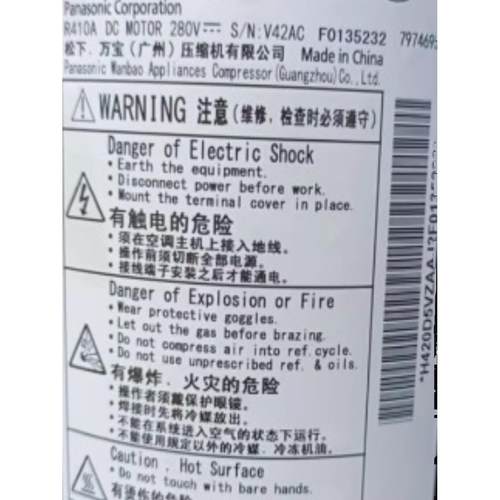 Panasonic Corporation
R410A DC MOTOR 280V⎓ S/N:V42AC F0135232 797469
松下.万宝（广州）压缩机有限公司 Made in China
Panasonic Wanbao Appliances Compressor(Guangzhou)Co.,Ltd.
WARNING 注意（维修，检查时必须遵守）
Danger of Electric Shock
• Earth the equipment.
• Disconnect power before work.
• Mount the terminal cover in place.
有触电的危险
• 须在空调主机上接入地线。
• 操作前须切断全部电源。
• 接线端子安装之后才能通电。
Danger of Explosion or Fire
• Wear protective goggles.
• Let out the gas before brazing.
• Do not compress air into ref.cycle.
• Do not use unprescribed ref. & oils.
有爆炸、火灾的危险
• 操作者须戴保护眼镜。
• 焊接时先将冷媒放出。
• 不能在系统进入空气的状态下运行。
• 不能使用规定以外的冷媒、冷冻机油。
Caution, Hot Surface
• Do not touch with bare hands.
有烫伤的危险